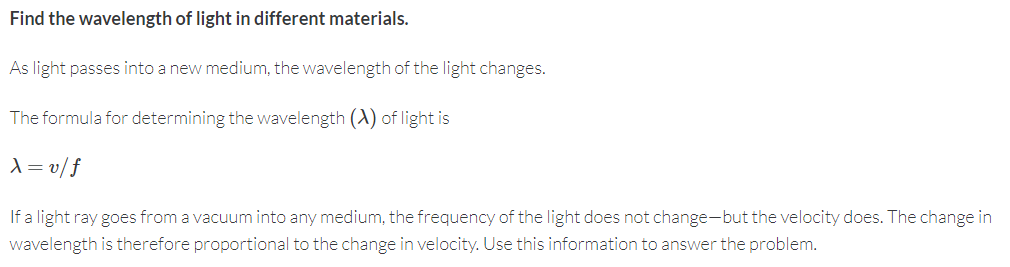 Find the wavelength of light in different materials.
As light passes into a new medium, the wavelength of the light changes.
The formula for determining the wavelength (λ) of light is
λ = v/f
If a light ray goes from a vacuum into any medium, the frequency of the light does not change—but the velocity does. The change in
wavelength is therefore proportional to the change in velocity. Use this information to answer the problem.